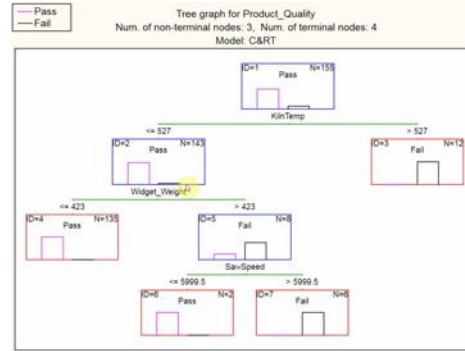 Pass
Fail
Tree graph for Product_Quality
Num. of non-terminal nodes: 3, Num. of terminal nodes: 4
Model: C&RT
ID=1 N=155
Pass
KilnTemp
<= 527 > 527
ID=2 N=143 ID=3 N=12
Pass Fail
Widget_Weight
<= 423 > 423
ID=4 N=135 ID=5 N=8
Pass Fail
SawSpeed
<= 5999.5 > 5999.5
ID=6 N=2 ID=7 N=6
Pass Fail